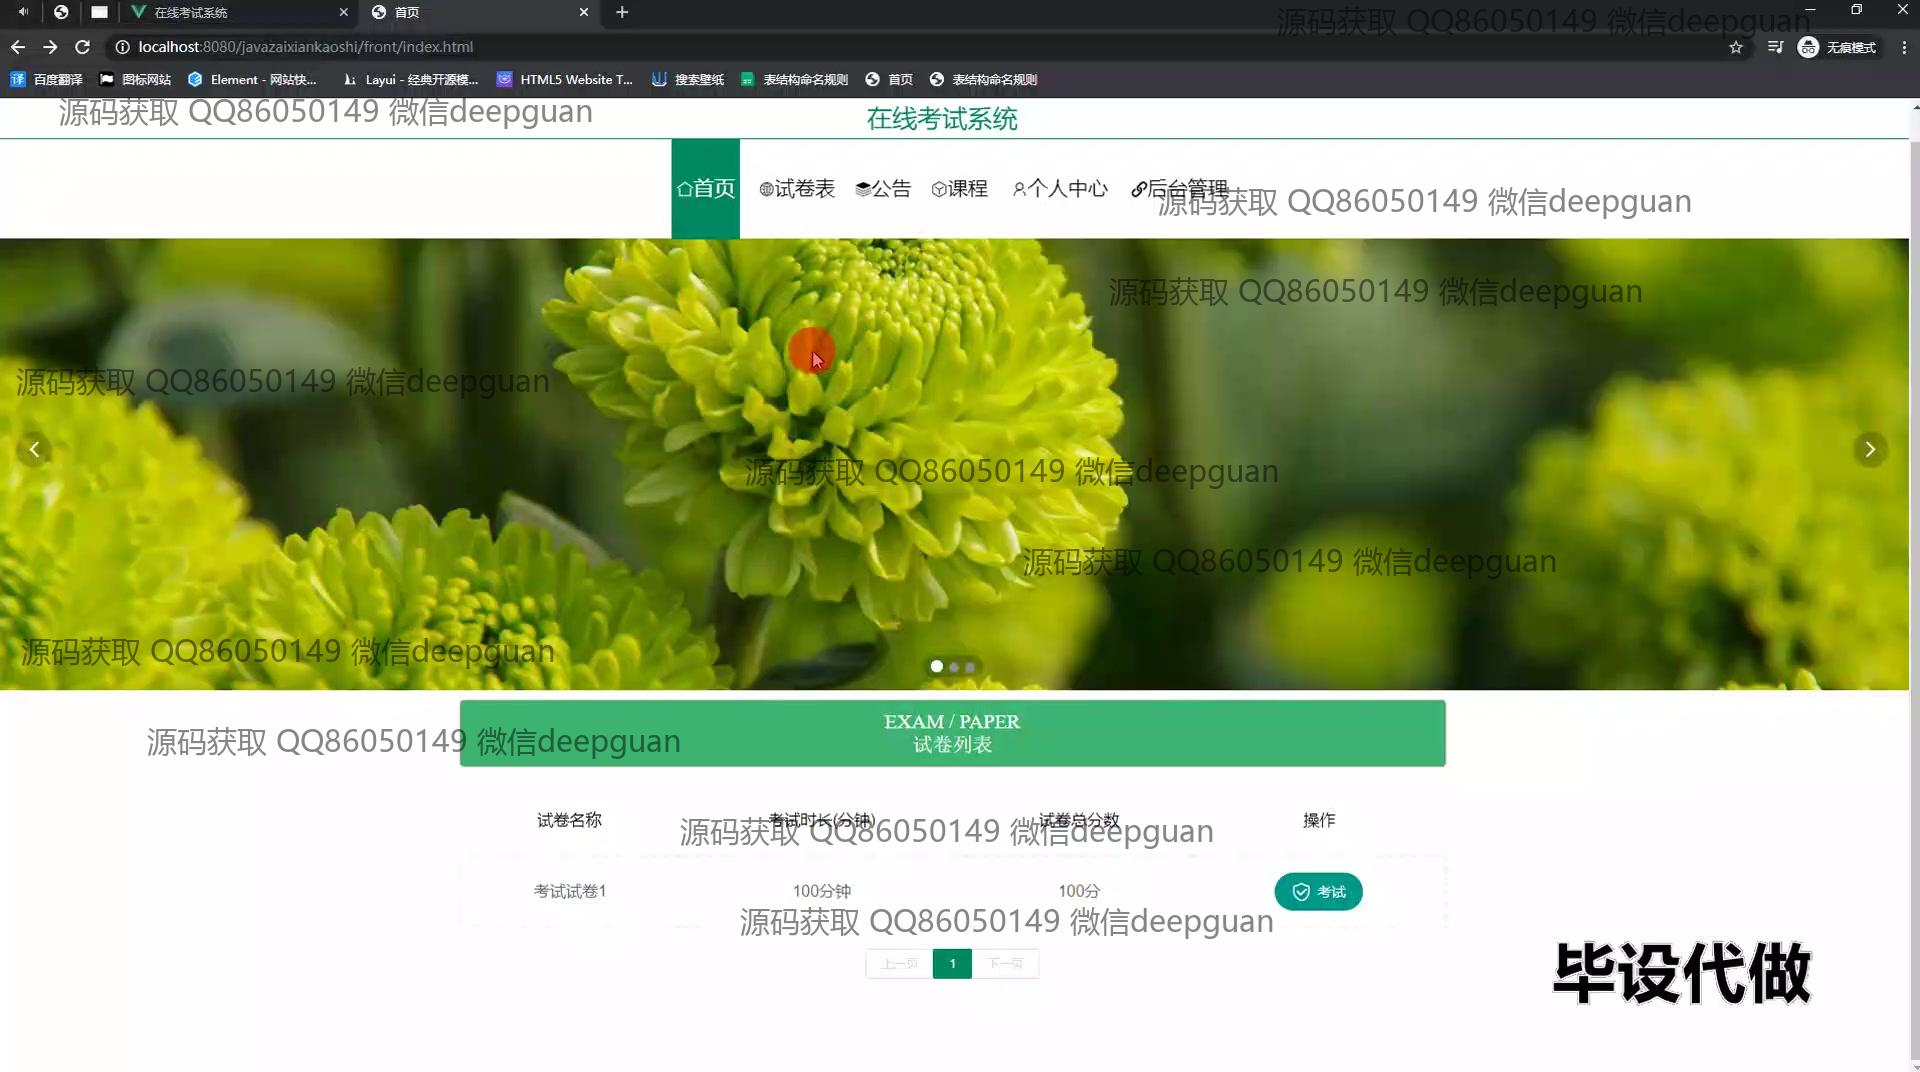 在线考试系统
首页
localhost:8080/javazaixiankaoshi/front/index.html
无痕模式
百度翻译
图标网站
Element - 网站快...
Layui - 经典开源模...
HTML5 Website T...
搜索壁纸
表结构命名规则
首页
表结构命名规则
源码获取 QQ86050149 微信deepguan
源码获取 QQ86050149 微信deepguan
在线考试系统
首页
试卷表
公告
课程
个人中心
后台管理
源码获取 QQ86050149 微信deepguan
源码获取 QQ86050149 微信deepguan
源码获取 QQ86050149 微信deepguan
源码获取 QQ86050149 微信deepguan
源码获取 QQ86050149 微信deepguan
源码获取 QQ86050149 微信deepguan
EXAM / PAPER
试卷列表
源码获取 QQ86050149 微信deepguan
试卷名称
考试时长(分钟)
试卷总分数
操作
源码获取 QQ86050149 微信deepguan
考试试卷1
100分钟
100分
考试
源码获取 QQ86050149 微信deepguan
上一页
1
下一页
毕设代做